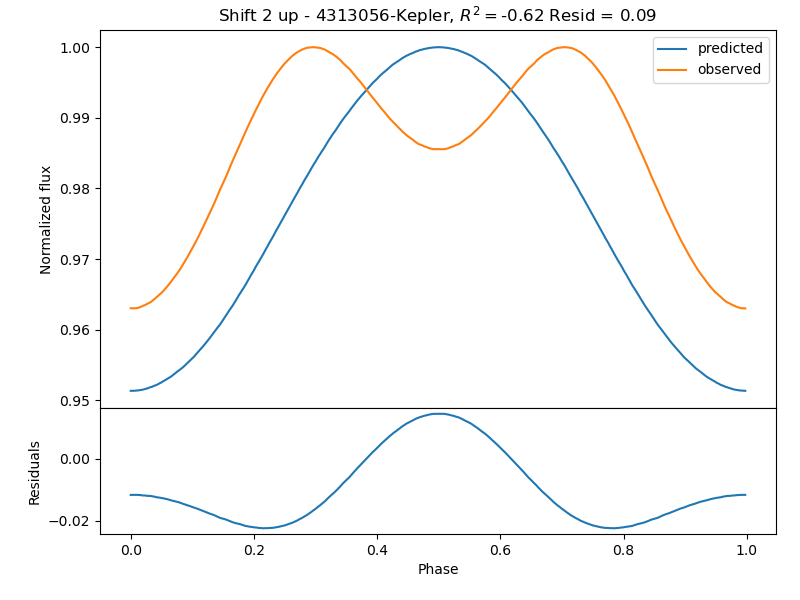 Shift 2 up - 4313056-Kepler, $R^2 =$-0.62 Resid = 0.09
predicted
observed
1.00
0.99
0.98
0.97
0.96
0.95
Normalized flux
0.00
−0.02
Residuals
0.0 0.2 0.4 0.6 0.8 1.0
Phase